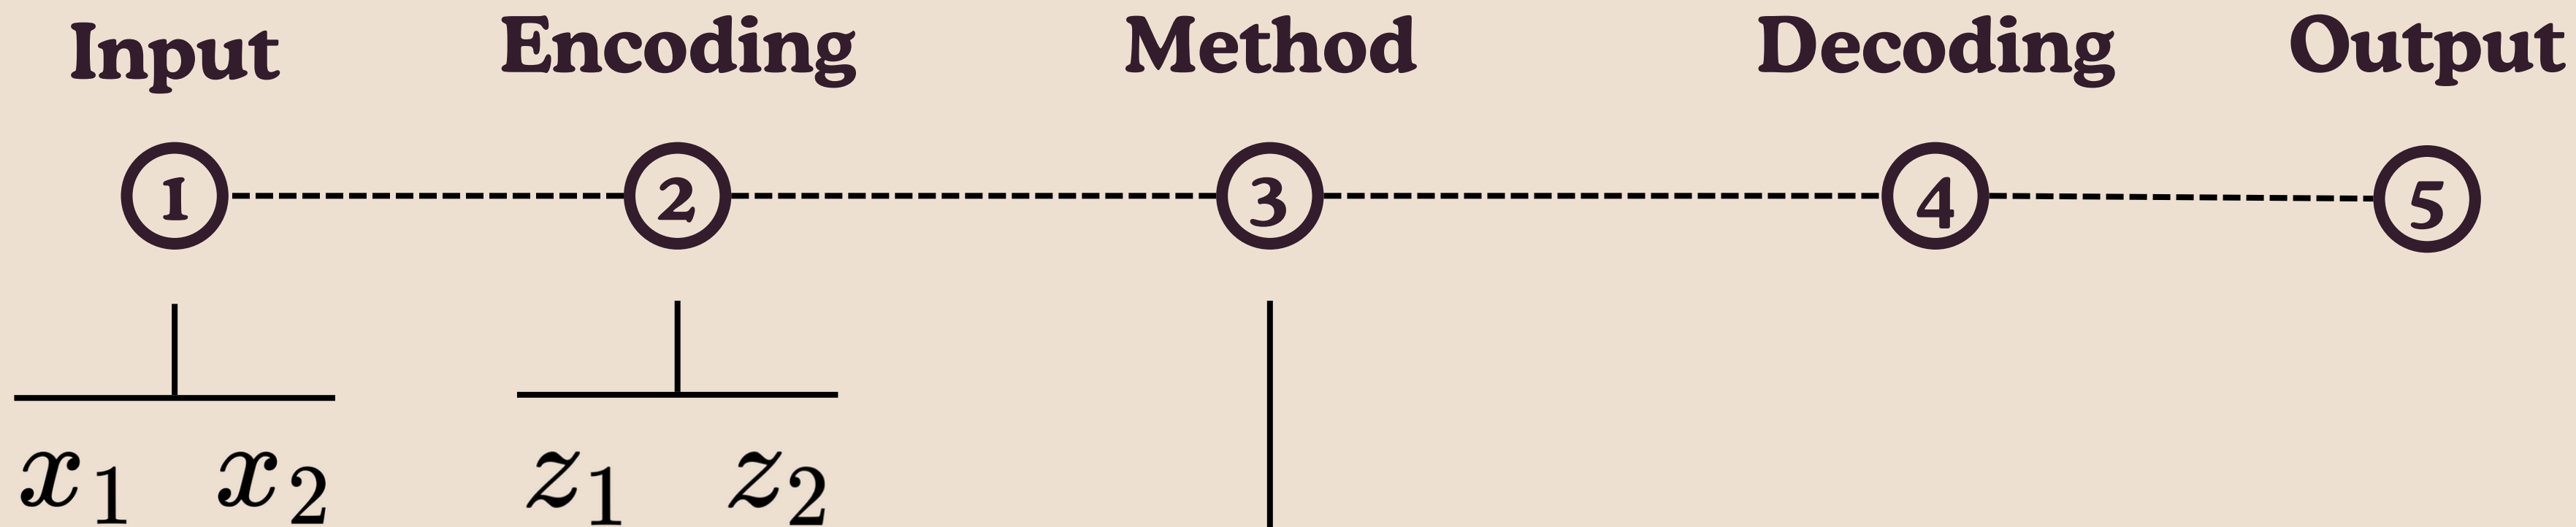 Input Encoding Method Decoding Output
1 2 3 4 5
x1 x2 z1 z2